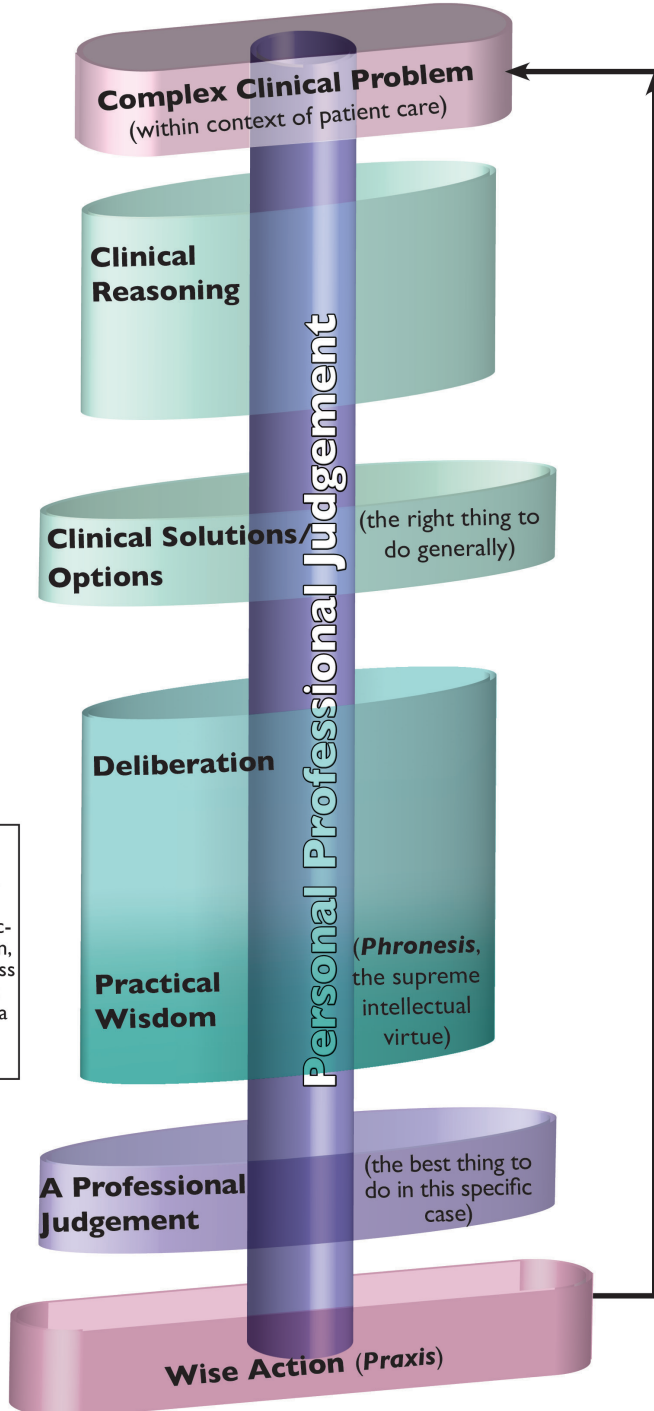 Complex Clinical Problem
(within context of patient care)
Clinical
Reasoning
Personal Professional Judgement
Clinical Solutions/
Options
(the right thing to
do generally)
Deliberation
Practical
Wisdom
(Phronesis,
the supreme
intellectual
virtue)
A Professional
Judgement
(the best thing to
do in this specific
case)
Wise Action (Praxis)